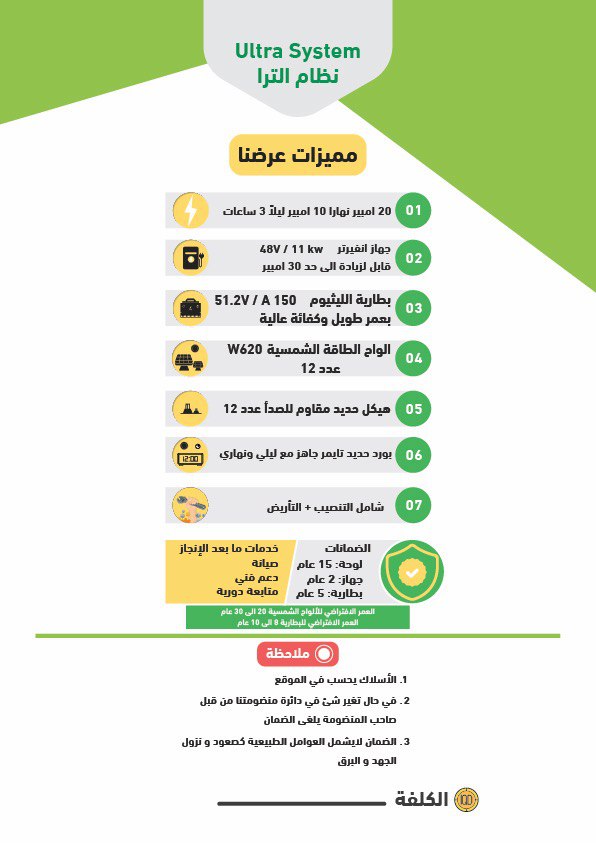 Ultra System
نظام الترا
مميزات عرضنا
01
20 امبير نهارا 10 امبير ليلاً 3 ساعات
02
جهاز انفيرتر 48V / 11 kw
قابل لزيادة الى حد 30 امبير
03
بطارية الليثيوم 51.2V / A 150
بعمر طويل وكفائة عالية
04
الواح الطاقة الشمسية W620
عدد 12
05
هيكل حديد مقاوم للصدأ عدد 12
06
بورد حديد تايمر جاهز مع ليلي ونهاري
12:00
07
شامل التنصيب + التأريض
الضمانات
لوحة: 15 عام
جهاز: 2 عام
بطارية: 5 عام
خدمات ما بعد الإنجاز
صيانة
دعم فني
متابعة دورية
العمر الافتراضي للألواح الشمسية 20 الى 30 عام
العمر الافتراضي للبطارية 8 الى 10 عام
ملاحظة
1. الأسلاك يحسب في الموقع
2. في حال تغير شئ في دائرة منضومتنا من قبل
صاحب المنضومة يلغى الضمان
3. الضمان لايشمل العوامل الطبيعية كصعود و نزول
الجهد و البرق
IQD
الكلفة